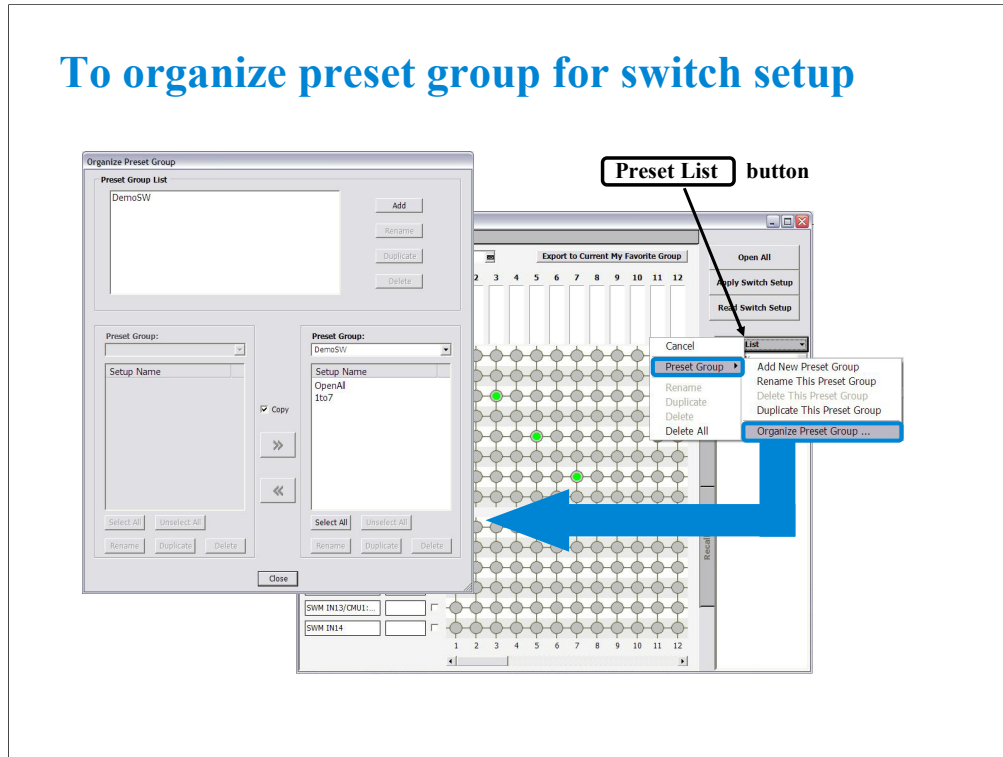 To organize preset group for switch setup
Preset List button
Organize Preset Group
Preset Group List
DemoSW
Add
Rename
Duplicate
Delete
Preset Group:
Setup Name
Select All Unselect All
Rename Duplicate Delete
Copy
»
«
Preset Group:
DemoSW
Setup Name
OpenAll
1to7
Select All Unselect All
Rename Duplicate Delete
Close
Export to Current My Favorite Group
2 3 4 5 6 7 8 9 10 11 12
Open All
Apply Switch Setup
Read Switch Setup
List
Cancel
Preset Group
Rename
Duplicate
Delete
Delete All
Add New Preset Group
Rename This Preset Group
Delete This Preset Group
Duplicate This Preset Group
Organize Preset Group ...
SWM IN13/CMU1:...
SWM IN14
1 2 3 4 5 6 7 8 9 10 11 12